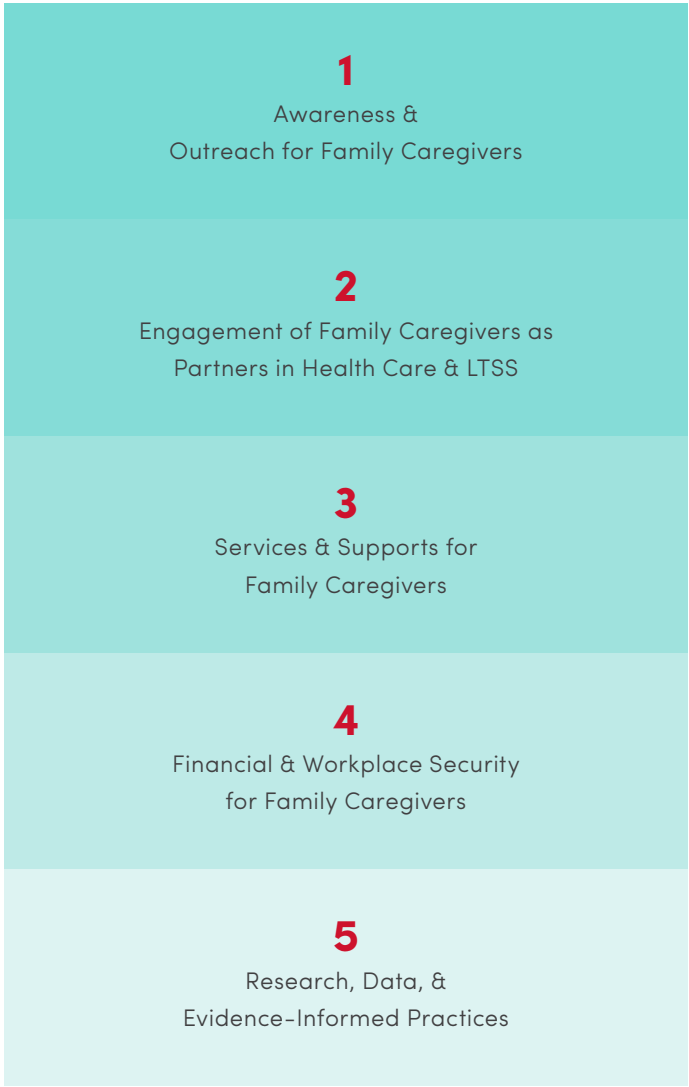 1
Awareness &
Outreach for Family Caregivers
2
Engagement of Family Caregivers as
Partners in Health Care & LTSS
3
Services & Supports for
Family Caregivers
4
Financial & Workplace Security
for Family Caregivers
5
Research, Data, &
Evidence-Informed Practices